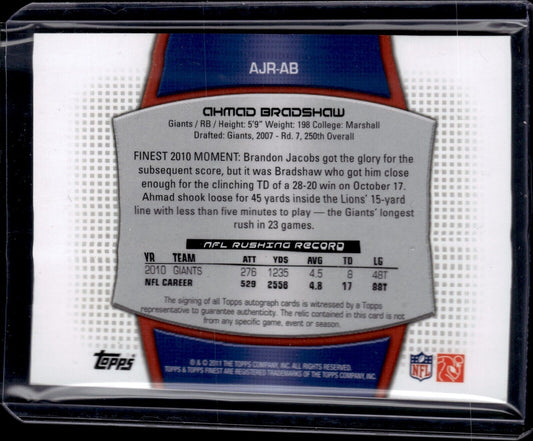 AJR-AB
AHMAD BRADSHAW
Giants / RB / Height: 5'9" Weight: 198 College: Marshall
Drafted: Giants, 2007 - Rd. 7, 250th Overall
FINEST 2010 MOMENT: Brandon Jacobs got the glory for the
subsequent score, but it was Bradshaw who got him close
enough for the clinching TD of a 28-20 win on October 17.
Ahmad shook loose for 45 yards inside the Lions' 15-yard
line with less than five minutes to play — the Giants' longest
rush in 23 games.
NFL RUSHING RECORD
YR TEAM ATT YDS AVG TD LG
2010 GIANTS 276 1235 4.5 8 48T
NFL CAREER 529 2556 4.8 17 88T
The signing of all Topps autograph cards is witnessed by a Topps
representative to guarantee authenticity. The relic contained in this card is not
from any specific game, event or season.
® & © 2011 THE TOPPS COMPANY, INC. ALL RIGHTS RESERVED.
TOPPS & TOPPS FINEST ARE REGISTERED TRADEMARKS OF THE TOPPS COMPANY, INC.
Topps
NFL